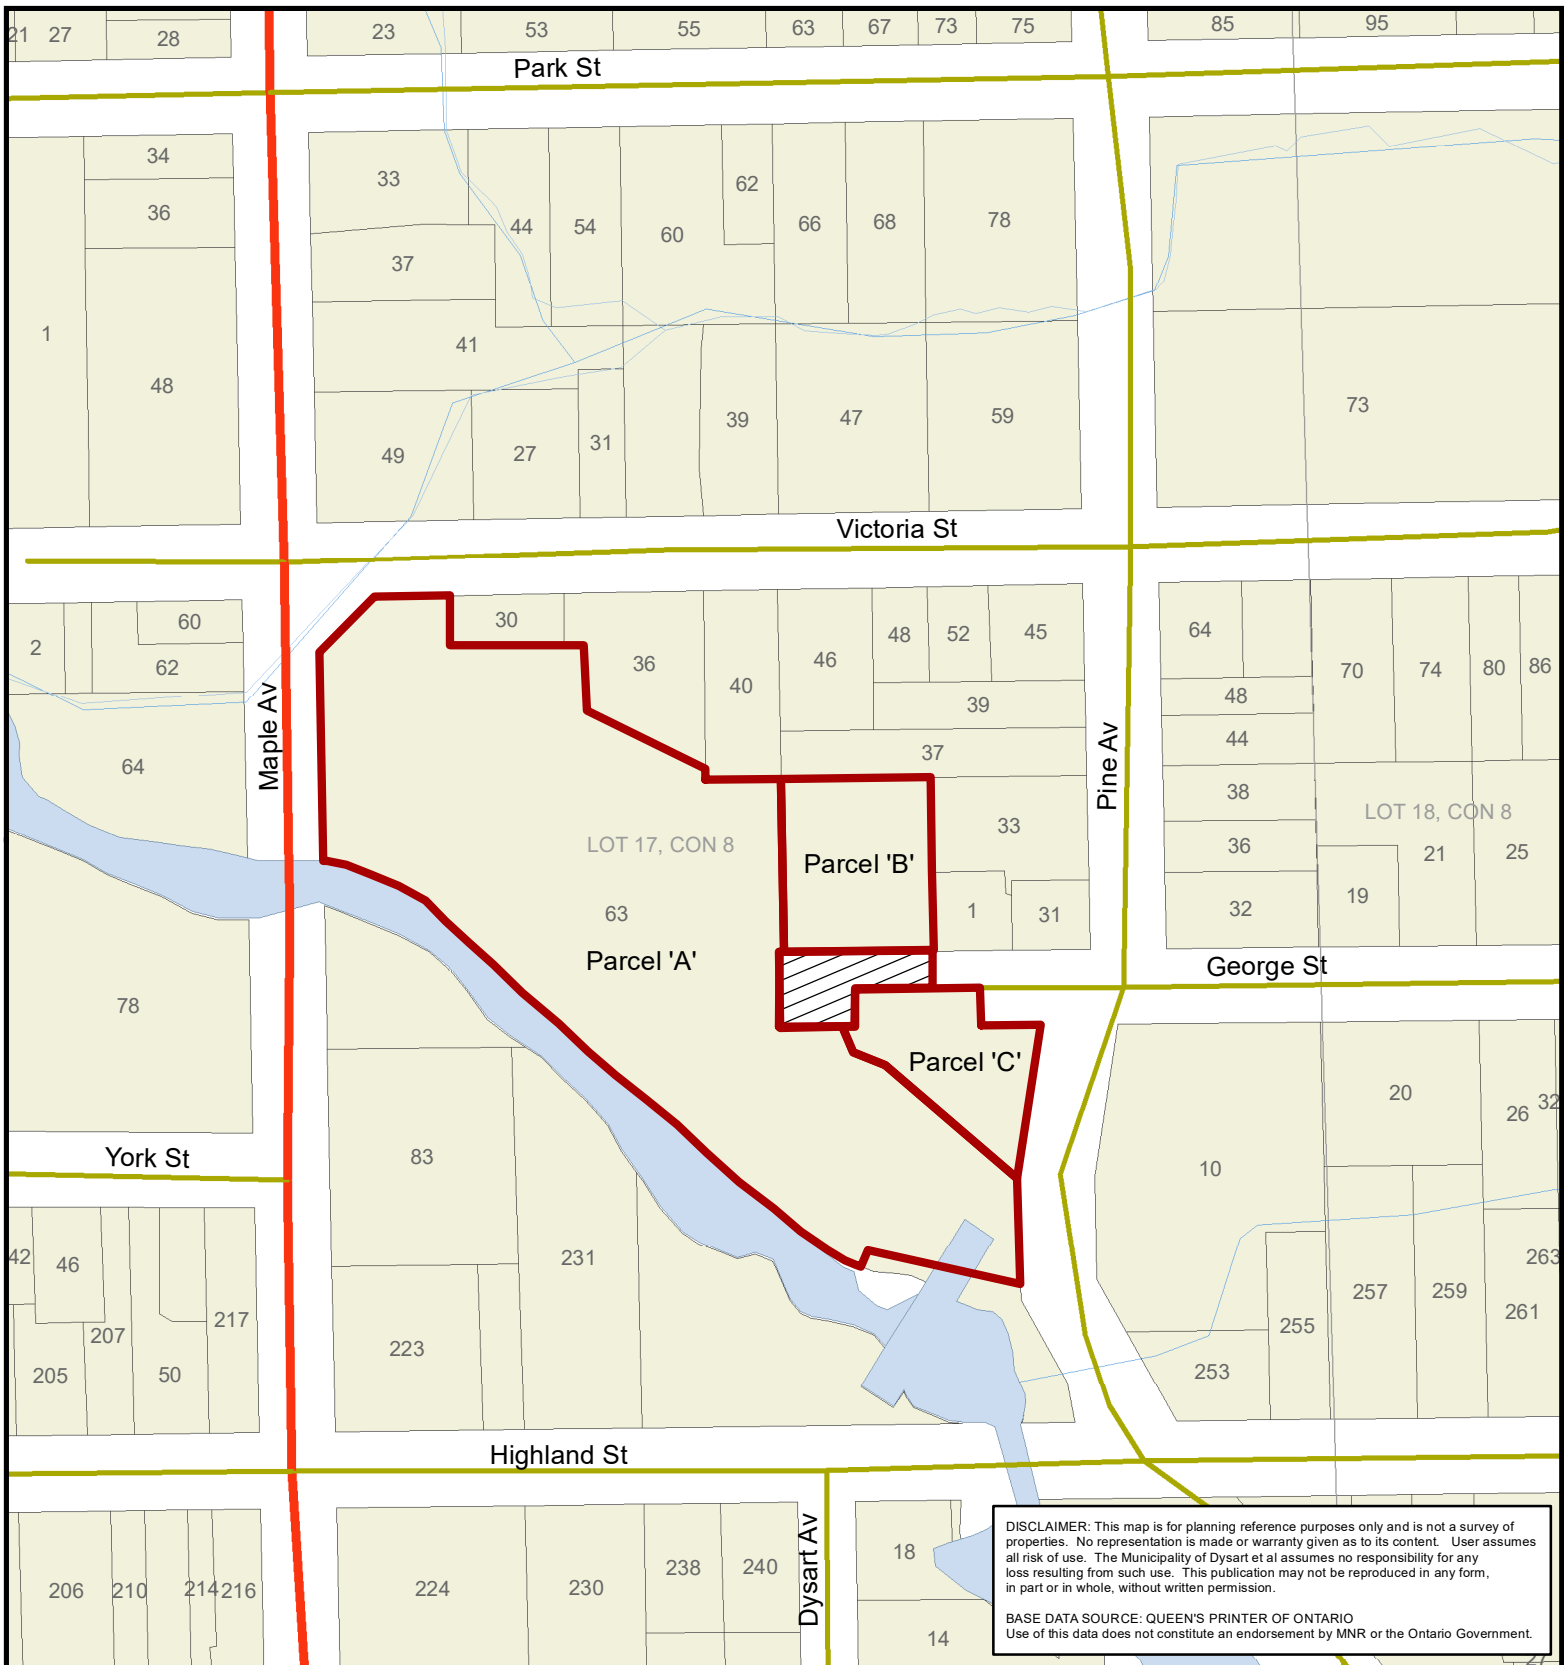 21 27 28 23 53 55 63 67 73 75 85 95
Park St
34
33 62
36 44 54 60 66 68 78
37
1 41
48 39 47 59 73
49 27 31
Victoria St
2 60 30 36 40 46 48 52 45 64 70 74 80 86
62 39 48
64 37 44
Maple Av
Pine Av
38
LOT 17, CON 8 33 LOT 18, CON 8
Parcel 'B' 36 21 25
63 1 31 32 19
Parcel 'A'
George St
78
Parcel 'C' 20 26 32
York St 83 10
42 46 231 263
207 217 257 259 261
205 50 223 255
253
Highland St
Dysart Av
206 210 214 216 224 230 238 240 18
14
27
DISCLAIMER: This map is for planning reference purposes only and is not a survey of
properties. No representation is made or warranty given as to its content. User assumes
all risk of use. The Municipality of Dysart et al assumes no responsibility for any
loss resulting from such use. This publication may not be reproduced in any form,
in part or in whole, without written permission.
BASE DATA SOURCE: QUEEN'S PRINTER OF ONTARIO
Use of this data does not constitute an endorsement by MNR or the Ontario Government.